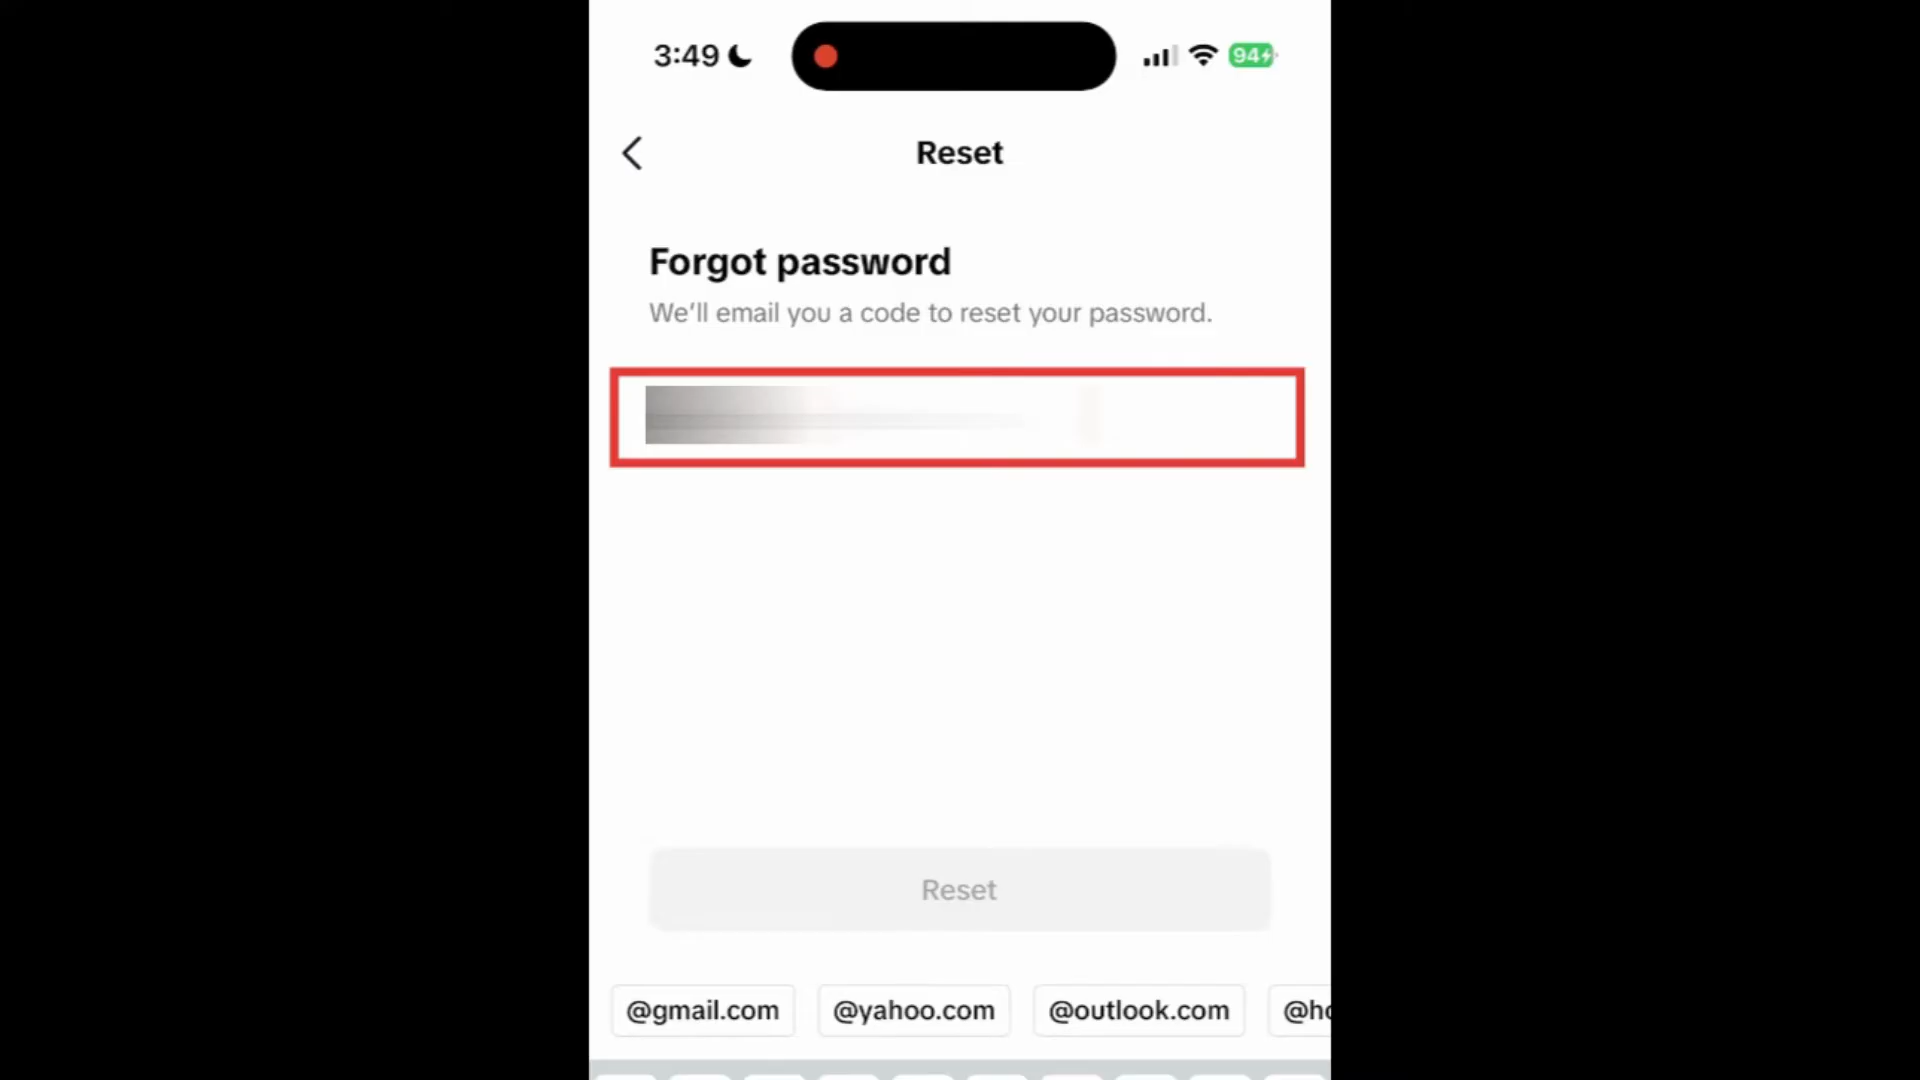 3:49
94
Reset
Forgot password
We'll email you a code to reset your password.
Reset
@gmail.com @yahoo.com @outlook.com @ho